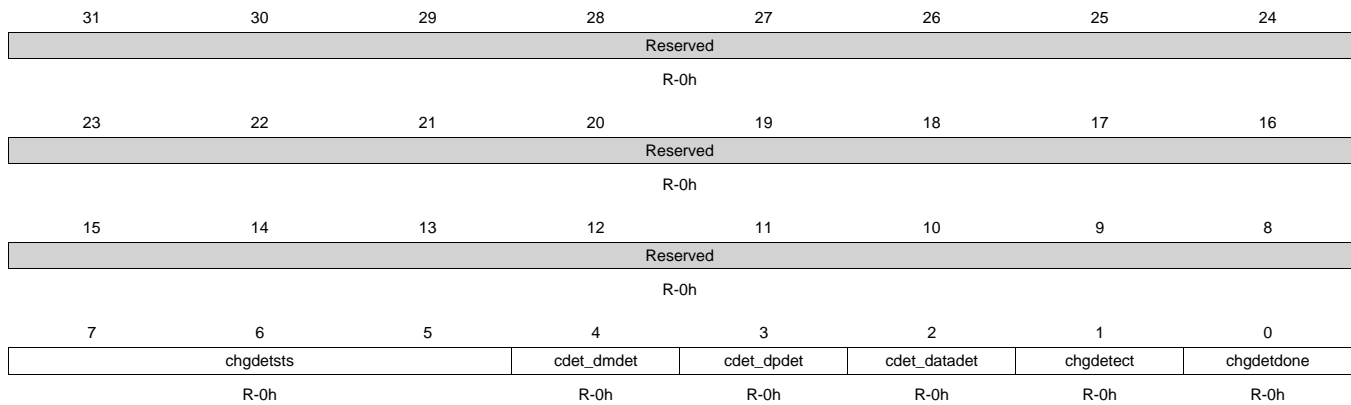 31 30 29 28 27 26 25 24
Reserved
R-0h
23 22 21 20 19 18 17 16
Reserved
R-0h
15 14 13 12 11 10 9 8
Reserved
R-0h
7 6 5 4 3 2 1 0
chgdetsts cdet_dmdet cdet_dpdet cdet_datadet chgdetect chgdetdone
R-0h R-0h R-0h R-0h R-0h R-0h